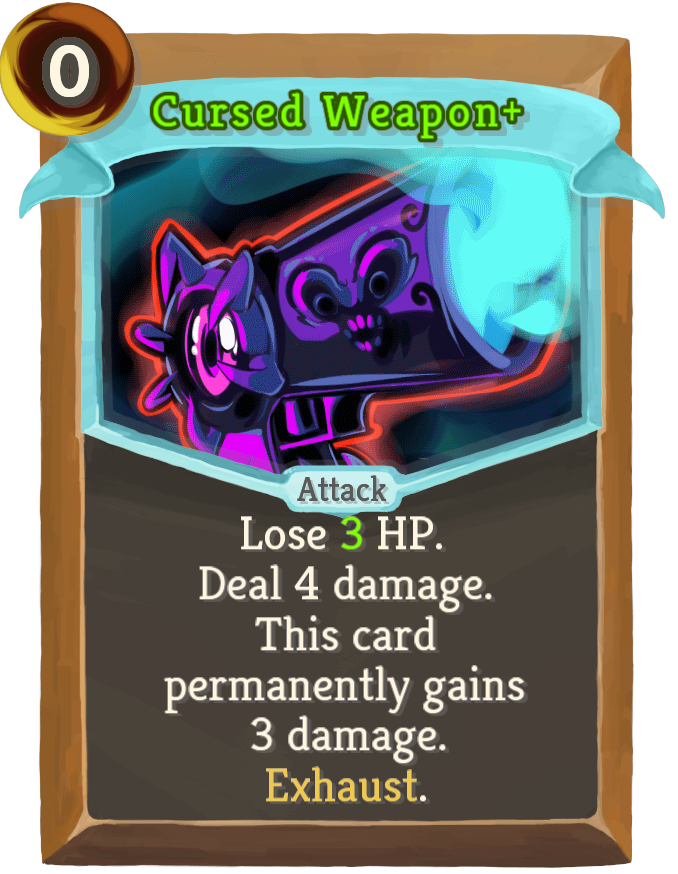 0
Cursed Weapon+
Attack
Lose 3 HP.
Deal 4 damage.
This card
permanently gains
3 damage.
Exhaust.